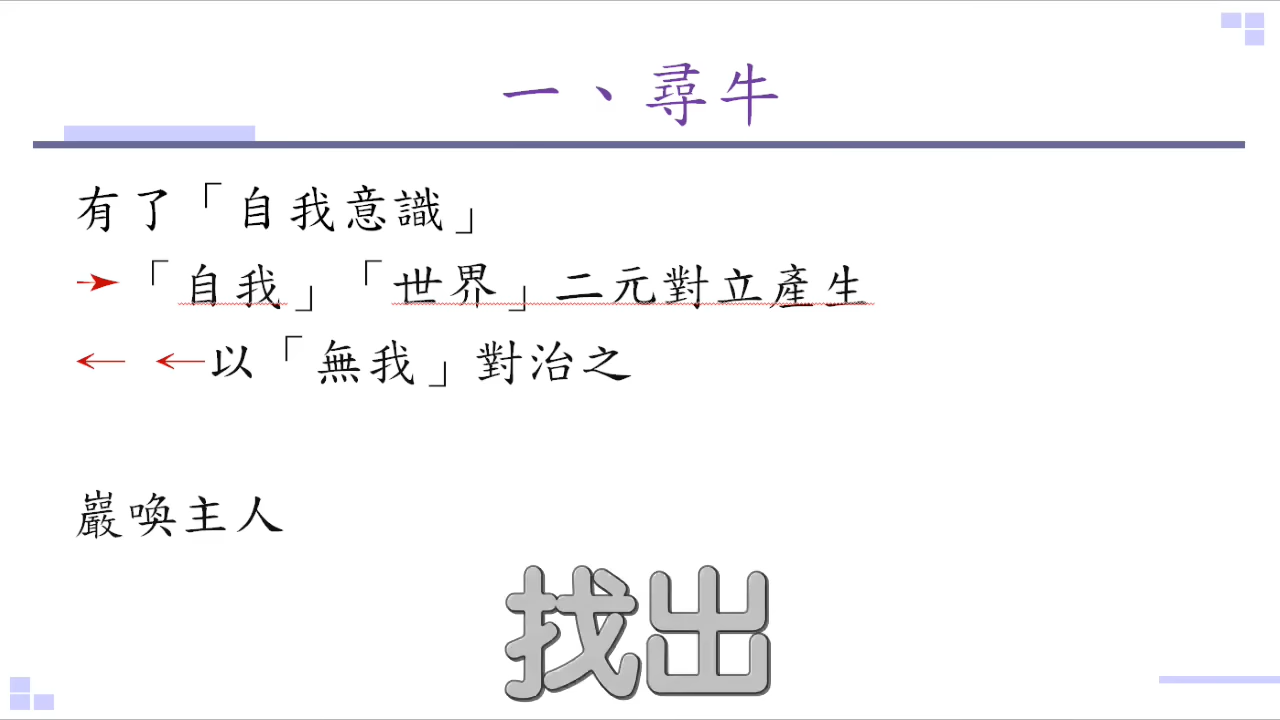 一、尋牛
有了「自我意識」
➛「自我」「世界」二元對立產生
← ←以「無我」對治之
巖喚主人
找出